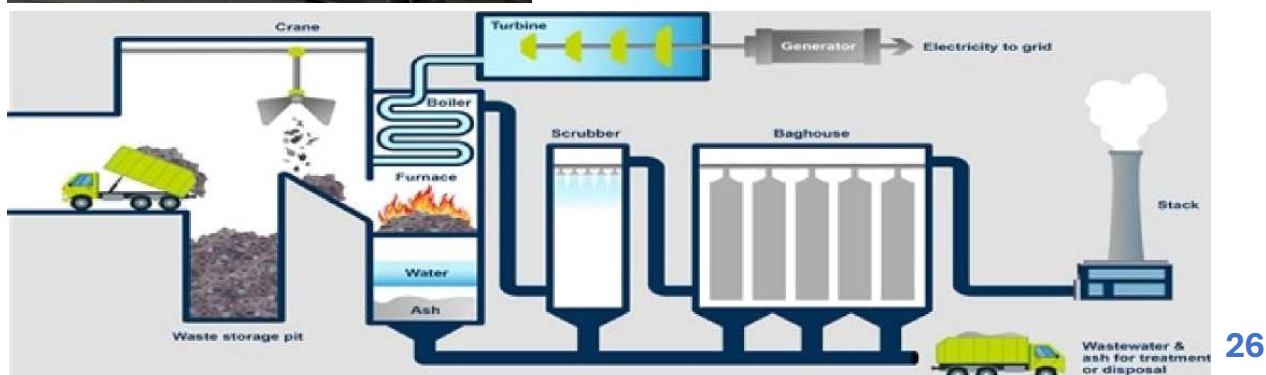 Crane
Turbine
Generator
Electricity to grid
Boiler
Scrubber
Baghouse
Furnace
Stack
Water
Ash
Waste storage pit
Wastewater &
ash for treatment
or disposal
26